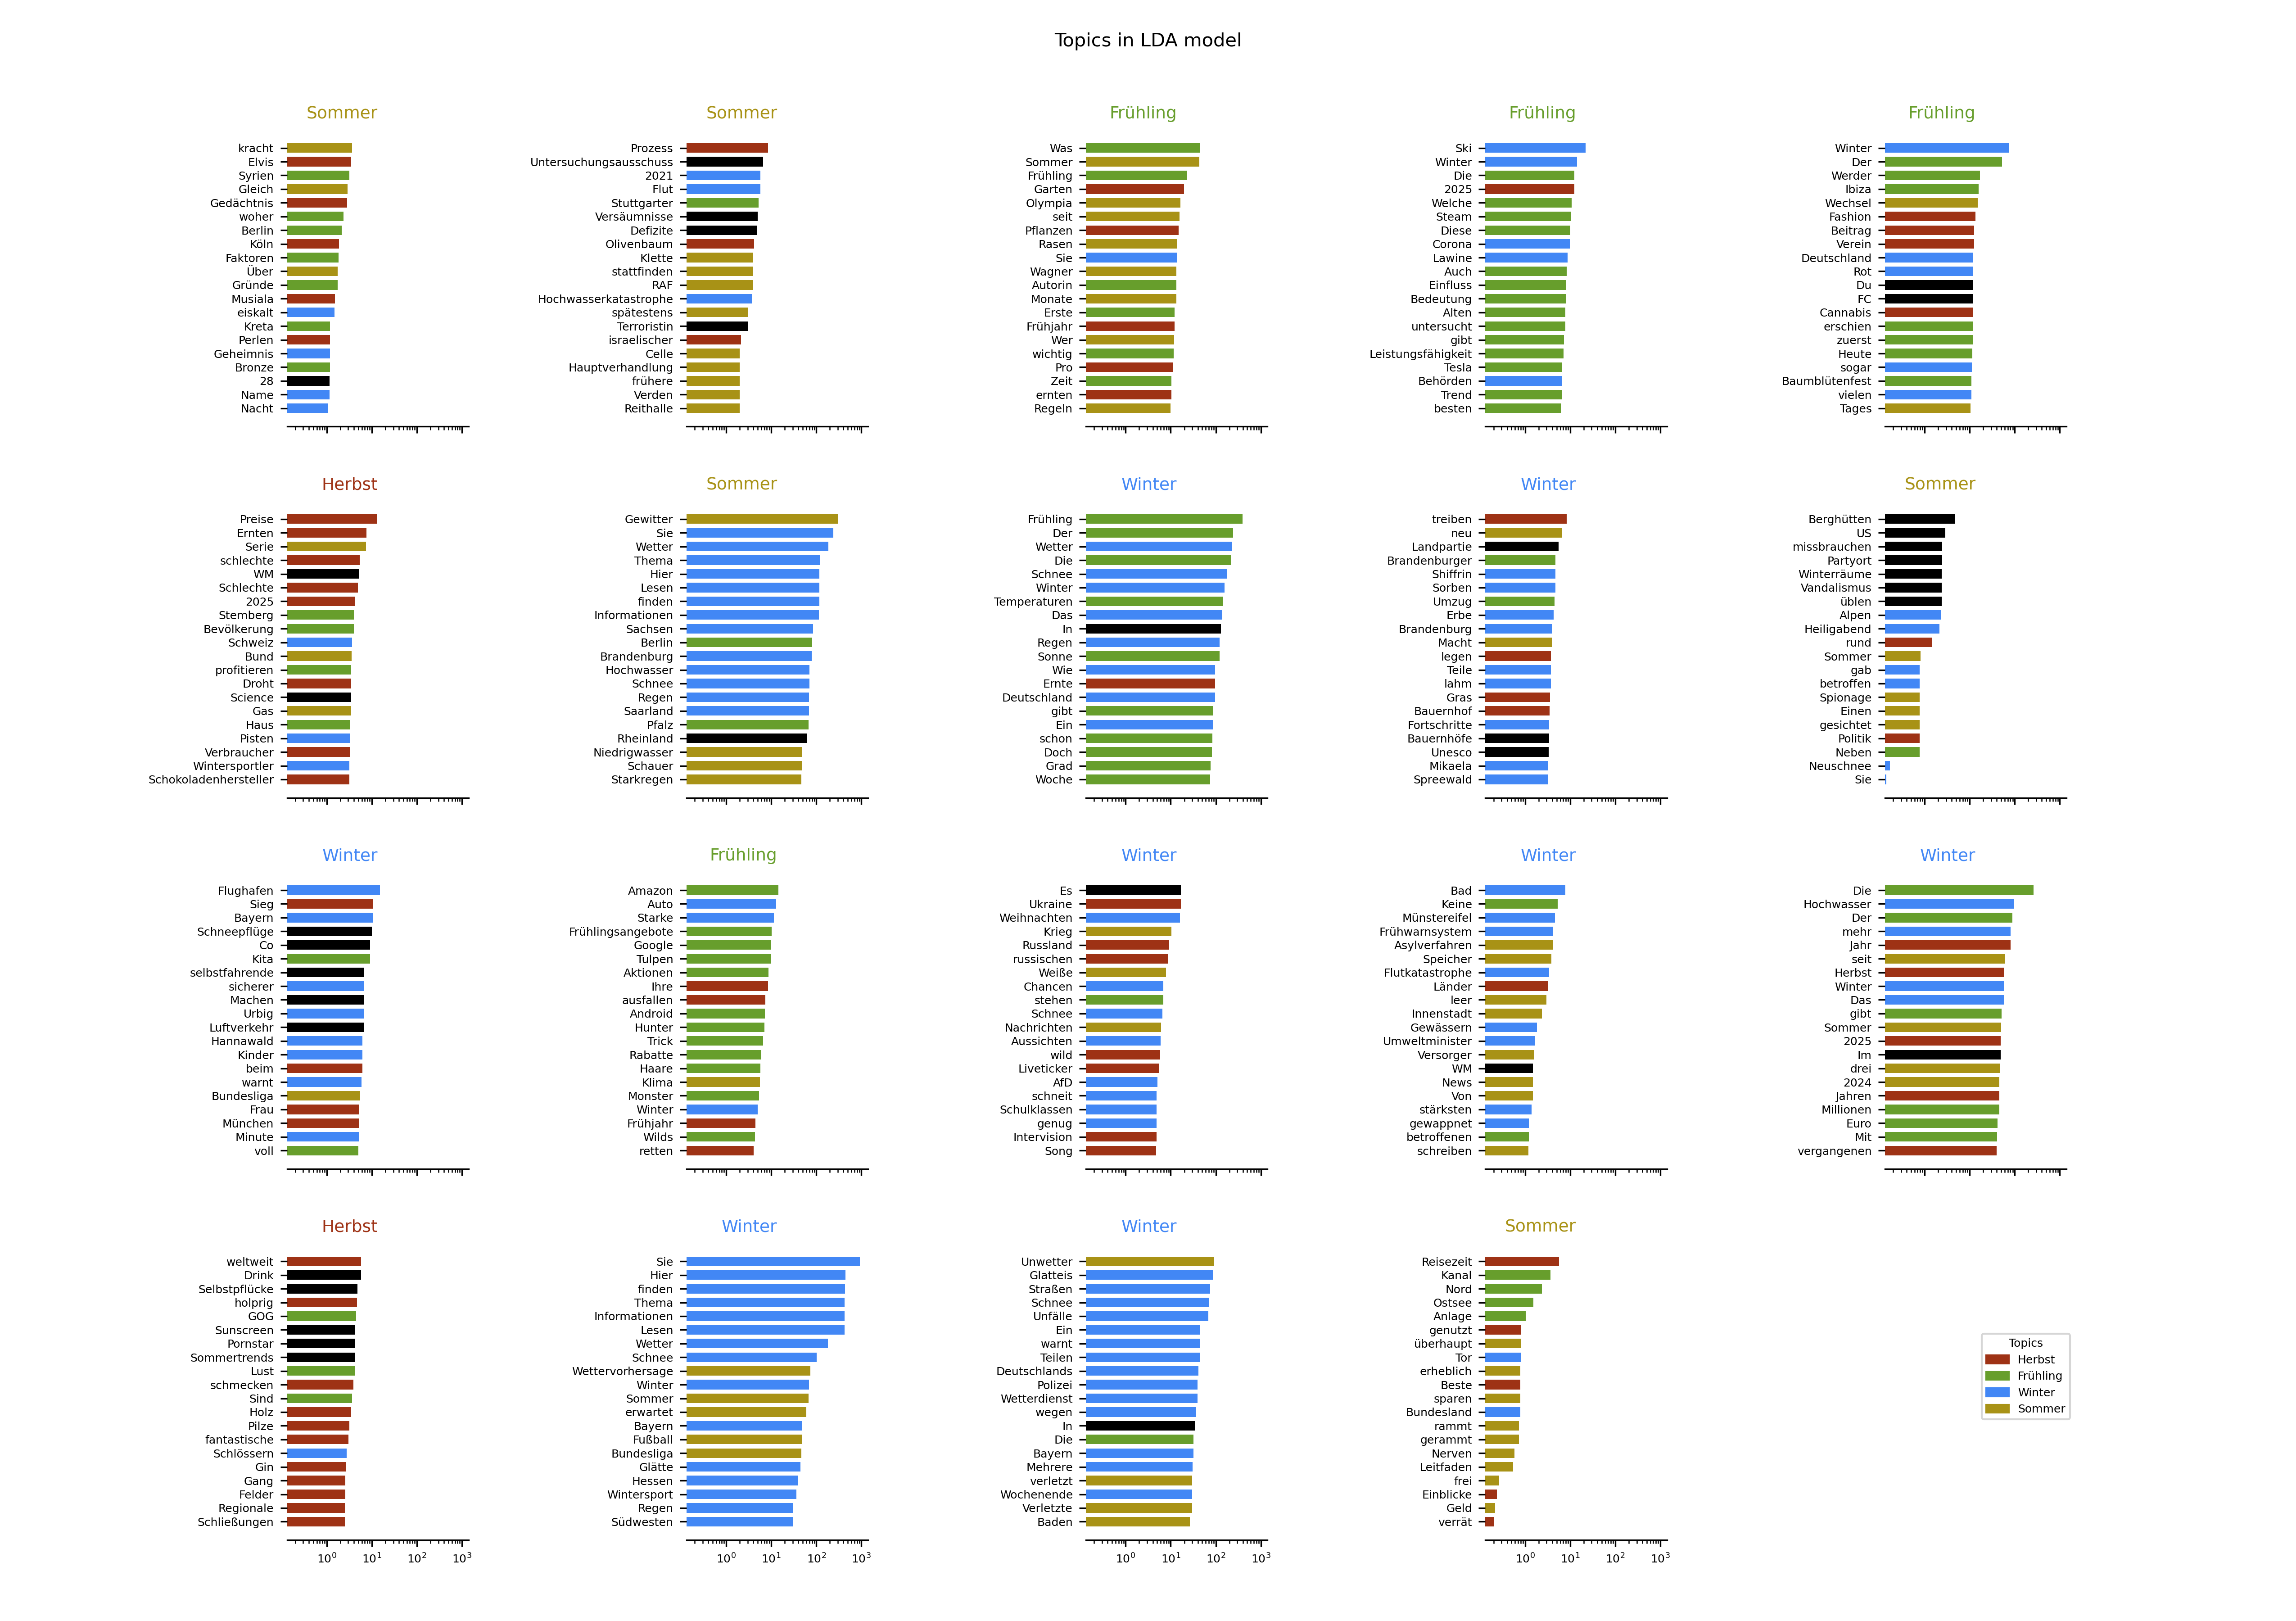 Topics in LDA model
Sommer
kracht
Elvis
Syrien
Gleich
Gedächtnis
woher
Berlin
Köln
Faktoren
Über
Gründe
Musiala
eiskalt
Kreta
Perlen
Geheimnis
Bronze
28
Name
Nacht
Sommer
Prozess
Untersuchungsausschuss
2021
Flut
Stuttgarter
Versäumnisse
Defizite
Olivenbaum
Klette
stattfinden
RAF
Hochwasserkatastrophe
spätestens
Terroristin
israelischer
Celle
Hauptverhandlung
frühere
Verden
Reithalle
Frühling
Was
Sommer
Frühling
Garten
Olympia
seit
Pflanzen
Rasen
Sie
Wagner
Autorin
Monate
Erste
Frühjahr
Wer
wichtig
Pro
Zeit
ernten
Regeln
Frühling
Ski
Winter
Die
2025
Welche
Steam
Diese
Corona
Lawine
Auch
Einfluss
Bedeutung
Alten
untersucht
gibt
Leistungsfähigkeit
Tesla
Behörden
Trend
besten
Frühling
Winter
Der
Werder
Ibiza
Wechsel
Fashion
Beitrag
Verein
Deutschland
Rot
Du
FC
Cannabis
erschien
zuerst
Heute
sogar
Baumblütenfest
vielen
Tages
Herbst
Preise
Ernten
Serie
schlechte
WM
Schlechte
2025
Stemberg
Bevölkerung
Schweiz
Bund
profitieren
Droht
Science
Gas
Haus
Pisten
Verbraucher
Wintersportler
Schokoladenhersteller
Sommer
Gewitter
Sie
Wetter
Thema
Hier
Lesen
finden
Informationen
Sachsen
Berlin
Brandenburg
Hochwasser
Schnee
Regen
Saarland
Pfalz
Rheinland
Niedrigwasser
Schauer
Starkregen
Winter
Frühling
Der
Wetter
Die
Schnee
Winter
Temperaturen
Das
In
Regen
Sonne
Wie
Ernte
Deutschland
gibt
Ein
schon
Doch
Grad
Woche
Winter
treiben
neu
Landpartie
Brandenburger
Shiffrin
Sorben
Umzug
Erbe
Brandenburg
Macht
legen
Teile
lahm
Gras
Bauernhof
Fortschritte
Bauernhöfe
Unesco
Mikaela
Spreewald
Sommer
Berghütten
US
missbrauchen
Partyort
Winterräume
Vandalismus
üblen
Alpen
Heiligabend
rund
Sommer
gab
betroffen
Spionage
Einen
gesichtet
Politik
Neben
Neuschnee
Sie
Winter
Flughafen
Sieg
Bayern
Schneepflüge
Co
Kita
selbstfahrende
sicherer
Machen
Urbig
Luftverkehr
Hannawald
Kinder
beim
warnt
Bundesliga
Frau
München
Minute
voll
Frühling
Amazon
Auto
Starke
Frühlingsangebote
Google
Tulpen
Aktionen
Ihre
ausfallen
Android
Hunter
Trick
Rabatte
Haare
Klima
Monster
Winter
Frühjahr
Wilds
retten
Winter
Es
Ukraine
Weihnachten
Krieg
Russland
russischen
Weiße
Chancen
stehen
Schnee
Nachrichten
Aussichten
wild
Liveticker
AfD
schneit
Schulklassen
genug
Intervision
Song
Winter
Bad
Keine
Münstereifel
Frühwarnsystem
Asylverfahren
Speicher
Flutkatastrophe
Länder
leer
Innenstadt
Gewässern
Umweltminister
Versorger
WM
News
Von
stärksten
gewappnet
betroffenen
schreiben
Winter
Die
Hochwasser
Der
mehr
Jahr
seit
Herbst
Winter
Das
gibt
Sommer
2025
Im
drei
2024
Jahren
Millionen
Euro
Mit
vergangenen
Herbst
weltweit
Drink
Selbstpflücke
holprig
GOG
Sunscreen
Pornstar
Sommertrends
Lust
schmecken
Sind
Holz
Pilze
fantastische
Schlössern
Gin
Gang
Felder
Regionale
Schließungen
10⁰ 10¹ 10² 10³
Winter
Sie
Hier
finden
Thema
Informationen
Lesen
Wetter
Schnee
Wettervorhersage
Winter
Sommer
erwartet
Bayern
Fußball
Bundesliga
Glätte
Hessen
Wintersport
Regen
Südwesten
10⁰ 10¹ 10² 10³
Winter
Unwetter
Glatteis
Straßen
Schnee
Unfälle
Ein
warnt
Teilen
Deutschlands
Polizei
Wetterdienst
wegen
In
Die
Bayern
Mehrere
verletzt
Wochenende
Verletzte
Baden
10⁰ 10¹ 10² 10³
Sommer
Reisezeit
Kanal
Nord
Ostsee
Anlage
genutzt
überhaupt
Tor
erheblich
Beste
sparen
Bundesland
rammt
gerammt
Nerven
Leitfaden
frei
Einblicke
Geld
verrät
10⁰ 10¹ 10² 10³
Topics
Herbst
Frühling
Winter
Sommer